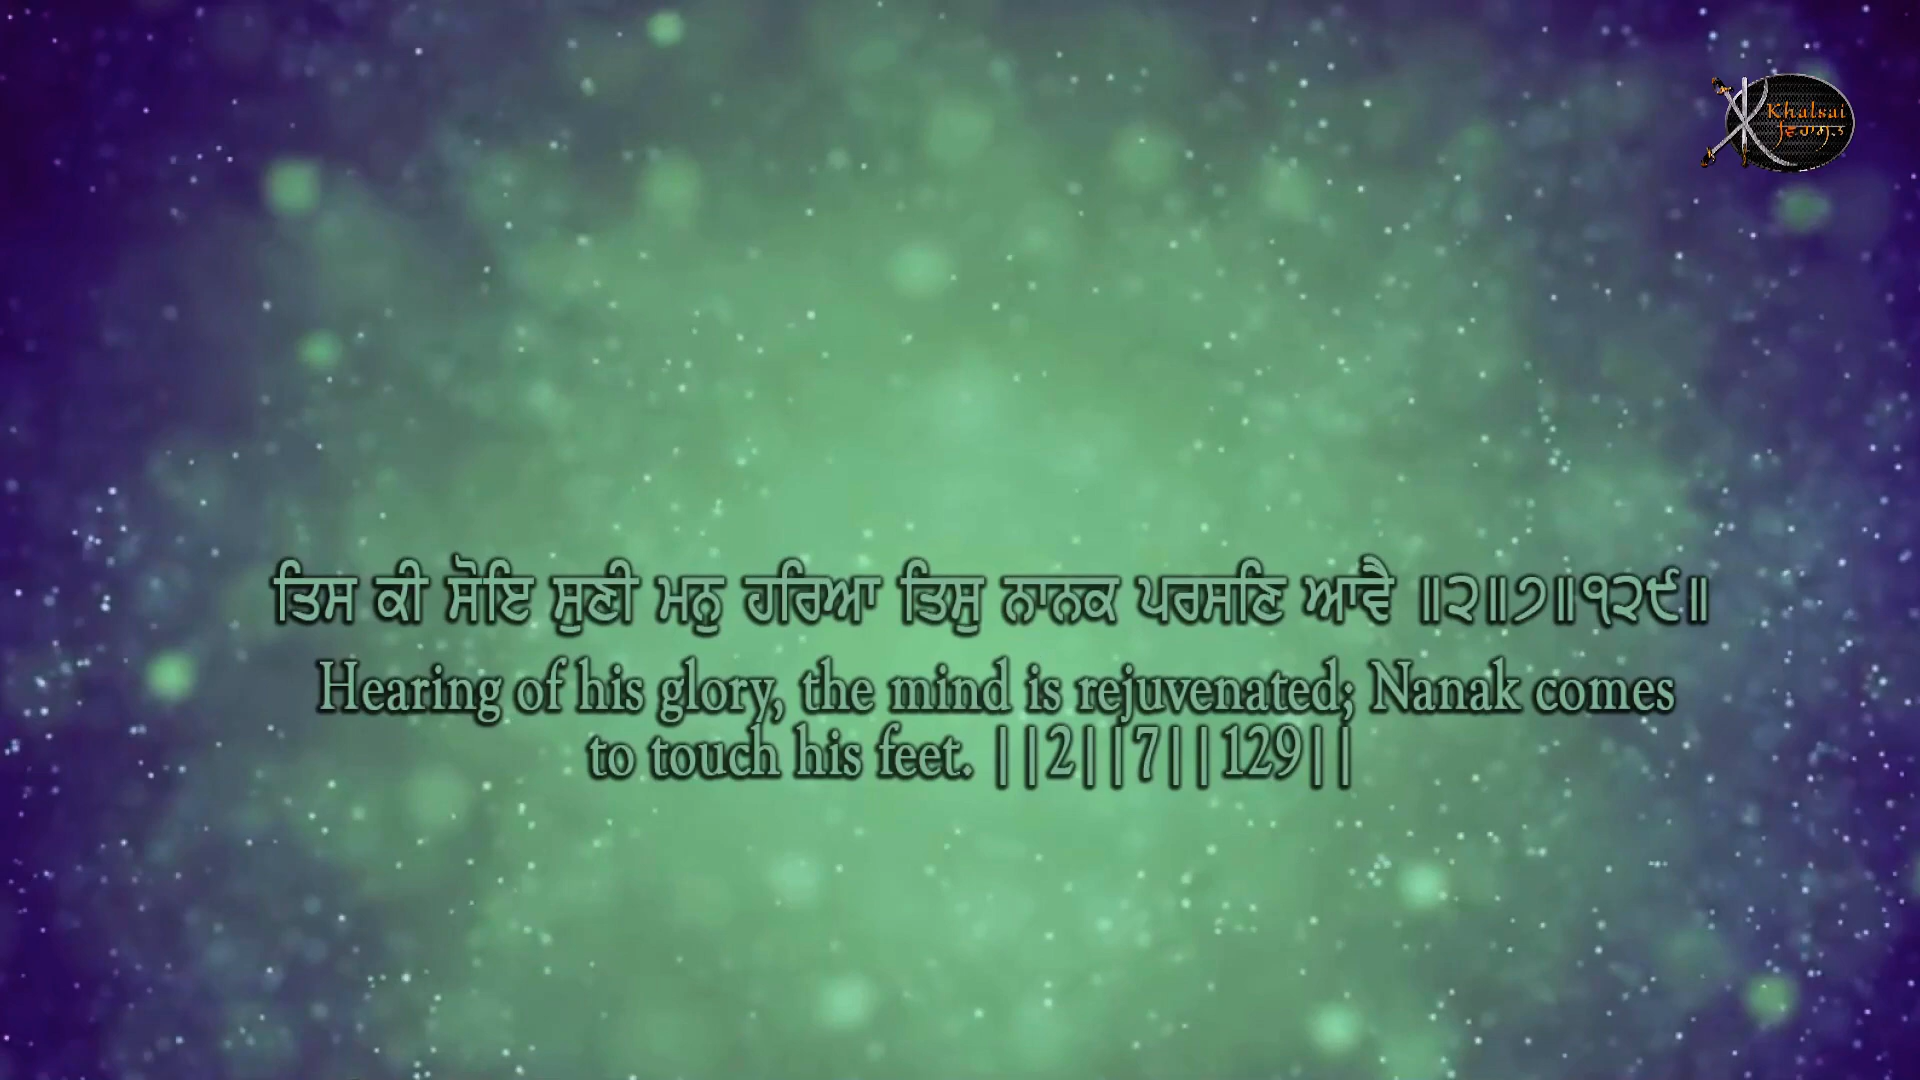 Khalsai
ਵਿਰਾਸਤ
ਤਿਸ ਕੀ ਸੋਇ ਸੁਣੀ ਮਨੁ ਹਰਿਆ ਤਿਸੁ ਨਾਨਕ ਪਰਸਣਿ ਆਵੈ ॥੨॥੭॥੧੨੯॥
Hearing of his glory, the mind is rejuvenated; Nanak comes
to touch his feet. ||2||7||129||